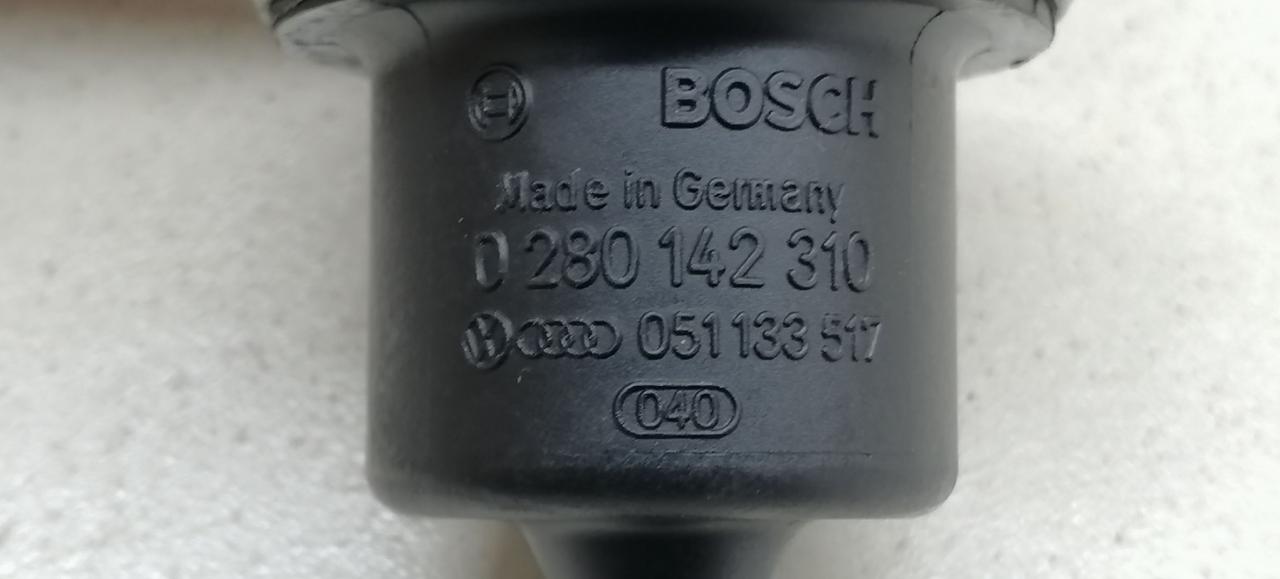 BOSCH
Made in Germany
0 280 142 310
051 133 517
040